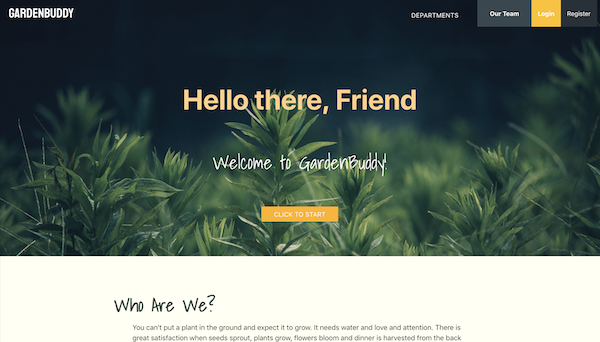 GARDENBUDDY
DEPARTMENTS
Our Team
Login
Register
Hello there, Friend
Welcome to GardenBuddy!
CLICK TO START
Who Are We?
You can't put a plant in the ground and expect it to grow. It needs water and love and attention. There is
great satisfaction when seeds sprout, plants grow, flowers bloom and dinner is harvested from the back